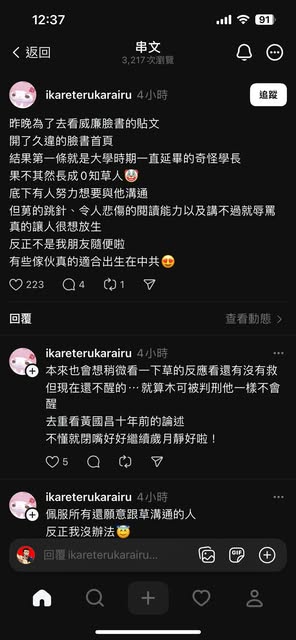 12:37
91
返回
串文
3,217次瀏覽
ikareterukarairu 4小時
追蹤
昨晚為了去看威廉臉書的貼文
開了久違的臉書首頁
結果第一條就是大學時期一直延畢的奇怪學長
果不其然長成０知草人🤡
底下有人努力想要與他溝通
但舅的跳針、令人悲傷的閱讀能力以及講不過就辱罵
真的讓人很想放生
反正不是我朋友隨便啦
有些傢伙真的適合出生在中共😍
223
4
1
回覆
查看動態
ikareterukarairu 4小時
本來也會想稍微看一下草的反應看還有沒有救
但現在還不醒的⋯就算木可被判刑他一樣不會
醒
去重看黃國昌十年前的論述
不懂就閉嘴好好繼續歲月靜好啦！
5
ikareterukarairu 4小時
佩服所有還願意跟草溝通的人
反正我沒辦法😇
回覆 ikareterukarairu...
GIF